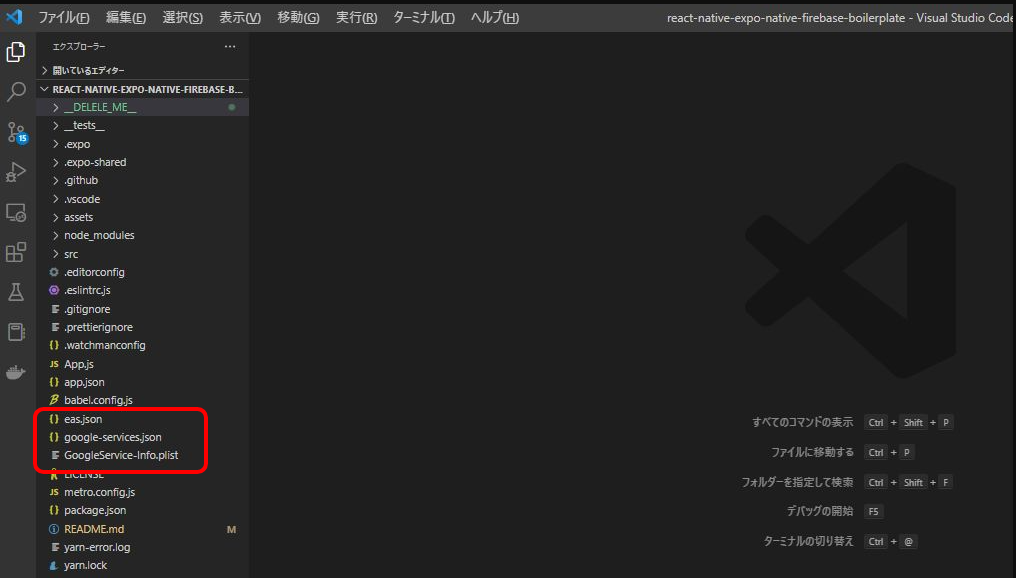 ファイル(F) 編集(E) 選択(S) 表示(V) 移動(G) 実行(R) ターミナル(T) ヘルプ(H) react-native-expo-native-firebase-boilerplate - Visual Studio Code
エクスプローラー ···
開いているエディター
REACT-NATIVE-EXPO-NATIVE-FIREBASE-B...
__DELELE_ME__
__tests__
.expo
15
.expo-shared
.github
.vscode
assets
node_modules
src
.editorconfig
.eslintrc.js
.gitignore
.prettierignore
{} .watchmanconfig
JS App.js
{} app.json
babel.config.js
{} eas.json
{} google-services.json
GoogleService-Info.plist
LICENSE
JS metro.config.js
{} package.json
README.md M
yarn-error.log
yarn.lock
すべてのコマンドの表示 Ctrl + Shift + P
ファイルに移動する Ctrl + P
フォルダーを指定して検索 Ctrl + Shift + F
デバッグの開始 F5
ターミナルの切り替え Ctrl + @